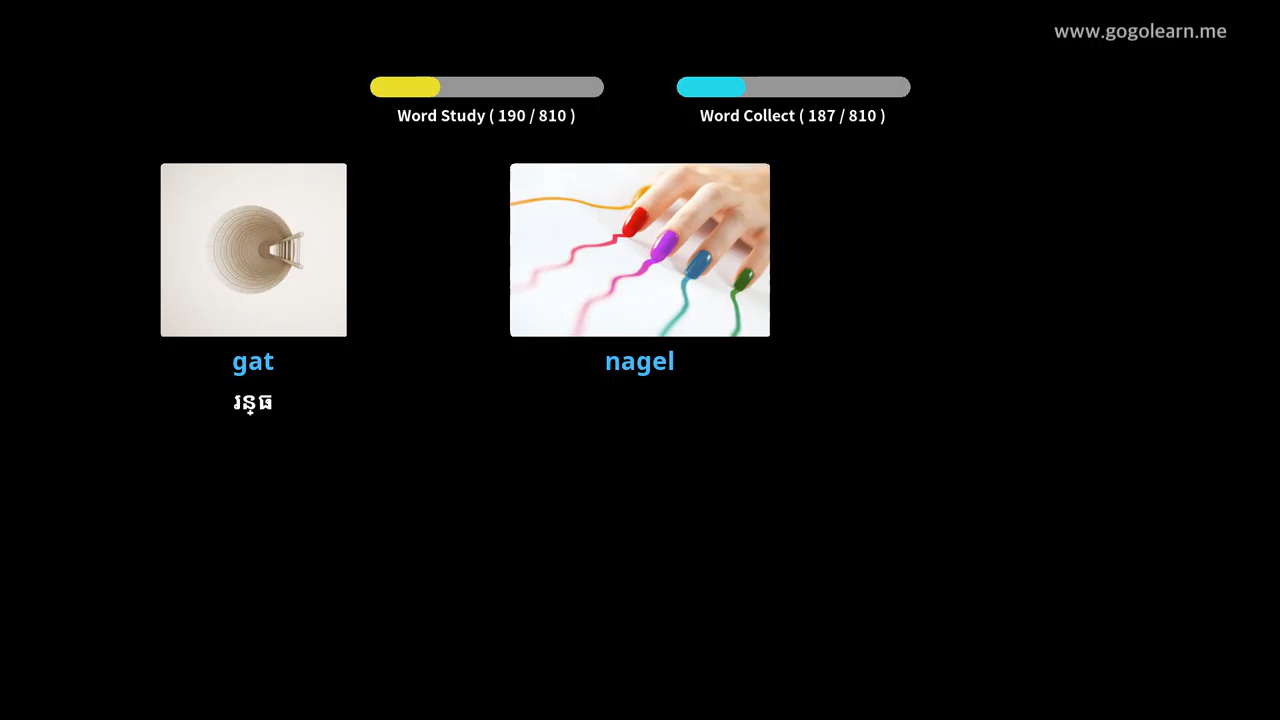 www.gogolearn.me
Word Study ( 190 / 810 )
Word Collect ( 187 / 810 )
gat
nagel
រន្ធ